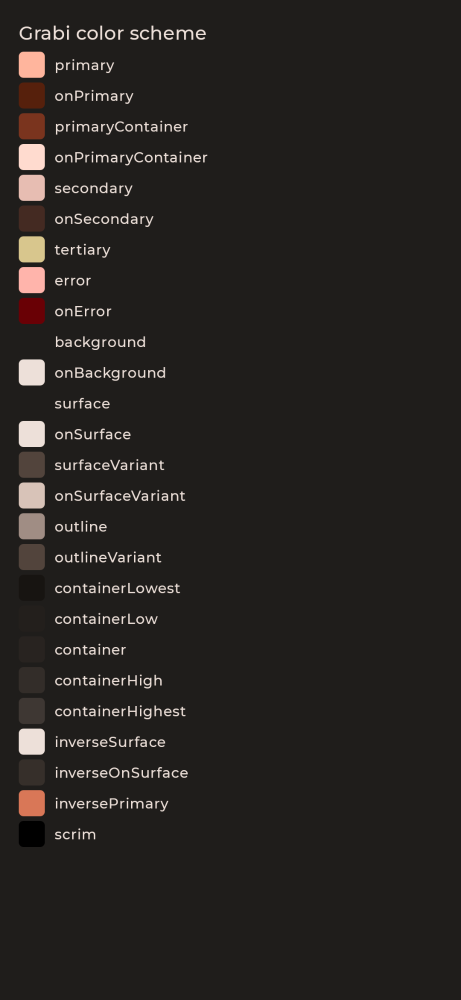 Grabi color scheme
primary
onPrimary
primaryContainer
onPrimaryContainer
secondary
onSecondary
tertiary
error
onError
background
onBackground
surface
onSurface
surfaceVariant
onSurfaceVariant
outline
outlineVariant
containerLowest
containerLow
container
containerHigh
containerHighest
inverseSurface
inverseOnSurface
inversePrimary
scrim